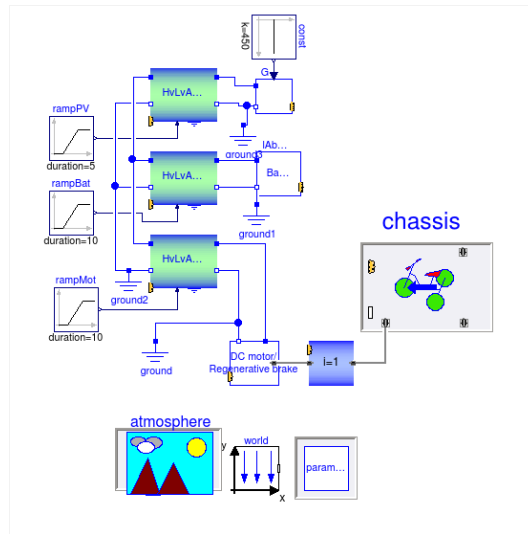 const
k=450
G
HvLvA...
rampPV
duration=5
ground3
IAb...
HvLvA...
Ba...
rampBat
duration=10
ground1
chassis
HvLvA...
rampMot
ground2
duration=10
ground
DC motor/
Regenerative brake
i=1
atmosphere
y
world
x
param...